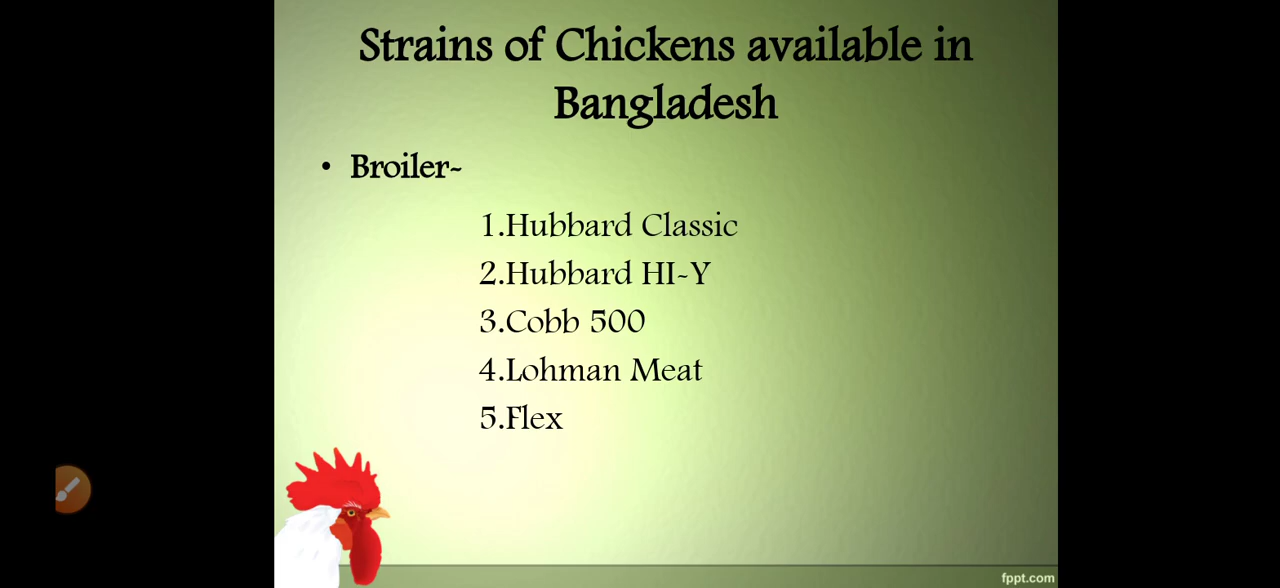 Strains of Chickens available in
Bangladesh
• Broiler-
1.Hubbard Classic
2.Hubbard HI-Y
3.Cobb 500
4.Lohman Meat
5.Flex
fppt.com